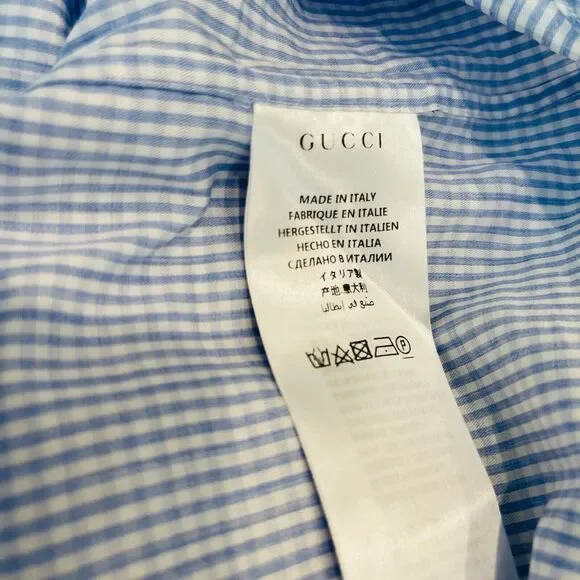 GUCCI
MADE IN ITALY
FABRIQUE EN ITALIE
HERGESTELLT IN ITALIEN
HECHO EN ITALIA
СДЕЛАНО В ИТАЛИИ
イタリア製
产地:意大利
صنع في إيطاليا
P